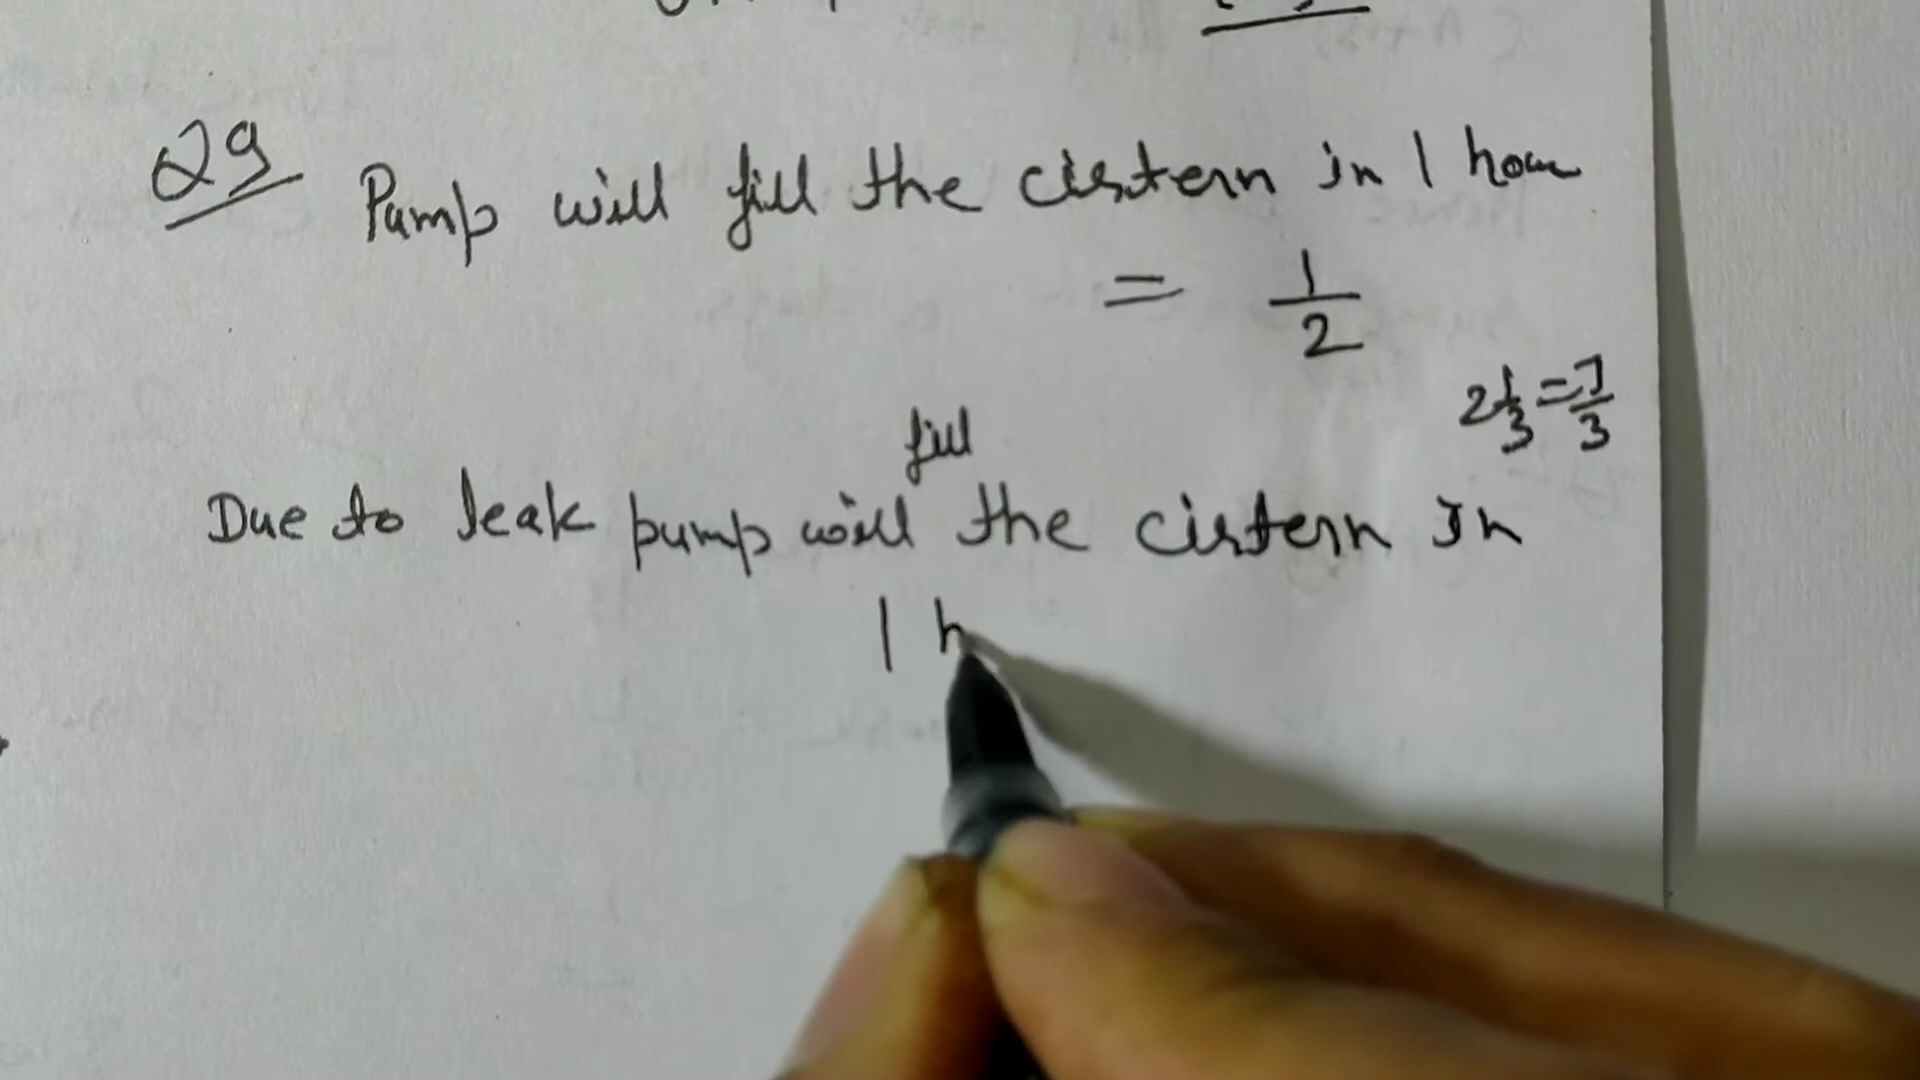 Q9 Pump will fill the cistern in 1 hour
= 1/2
2 1/3 = 7/3
fill
Due to leak pump will the cistern In
1 h